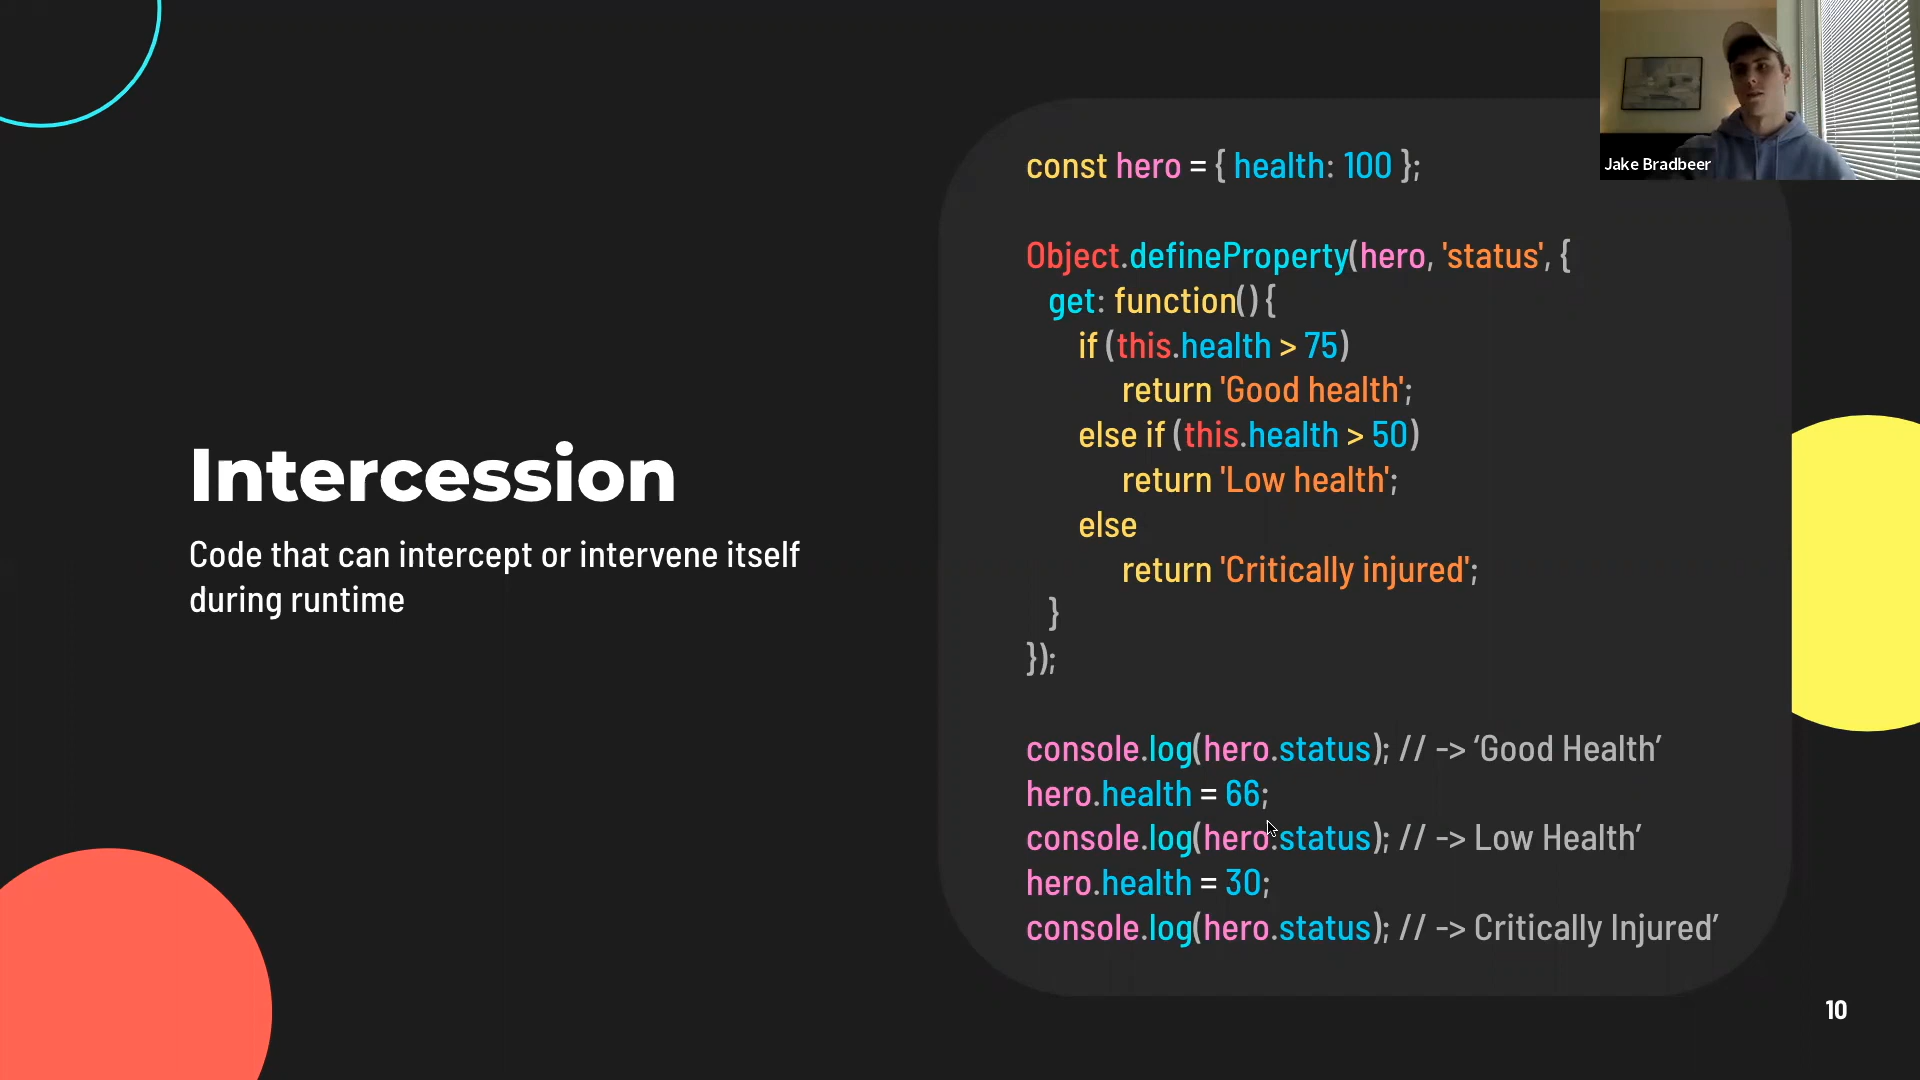 Jake Bradbeer
Intercession
Code that can intercept or intervene itself
during runtime
const hero = { health: 100 };
Object.defineProperty(hero, 'status', {
get: function() {
if (this.health > 75)
return 'Good health';
else if (this.health > 50)
return 'Low health';
else
return 'Critically injured';
}
});
console.log(hero.status); // -> ‘Good Health’
hero.health = 66;
console.log(hero.status); // -> Low Health’
hero.health = 30;
console.log(hero.status); // -> Critically Injured’
10